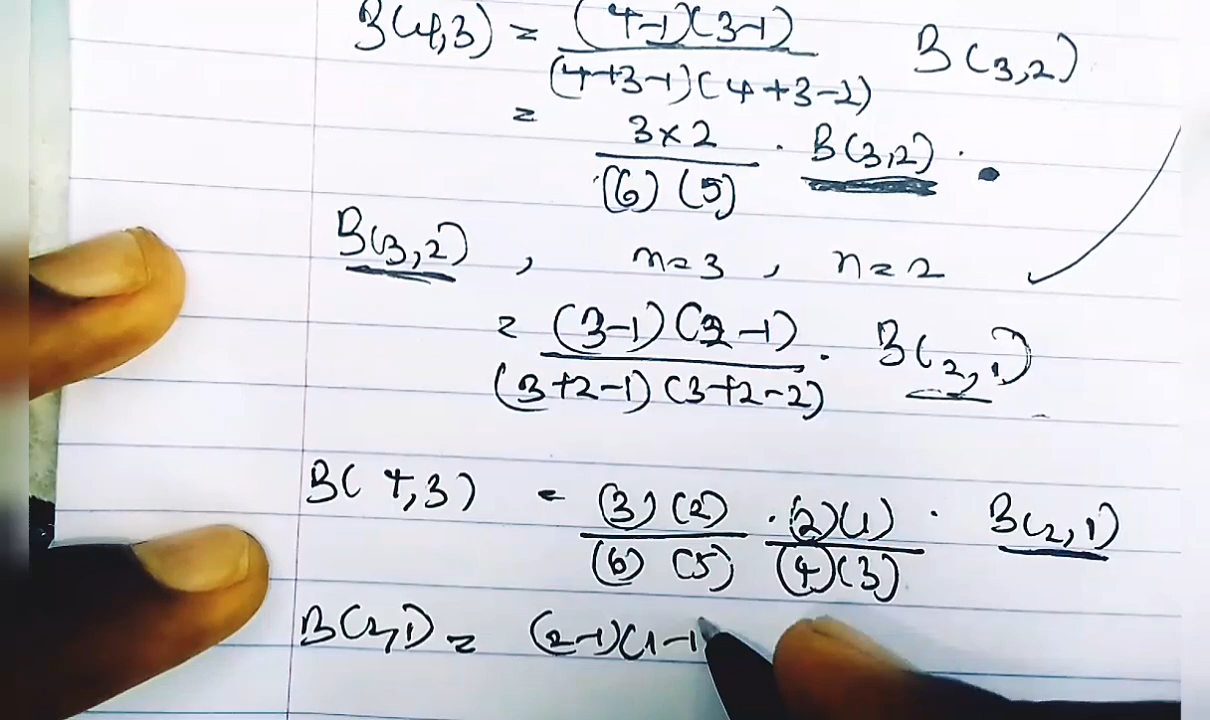 B(4,3) = (4-1)(3-1) / (4+3-1)(4+3-2) B(3,2)
= 3×2 / (6)(5) · B(3,2) ·
B(3,2) , m=3 , n=2
= (3-1)(2-1) / (3+2-1)(3+2-2) · B(2,1)
B(4,3) = (3)(2) / (6)(5) · (2)(1) / (4)(3) · B(2,1)
B(2,1) = (2-1)(1-1